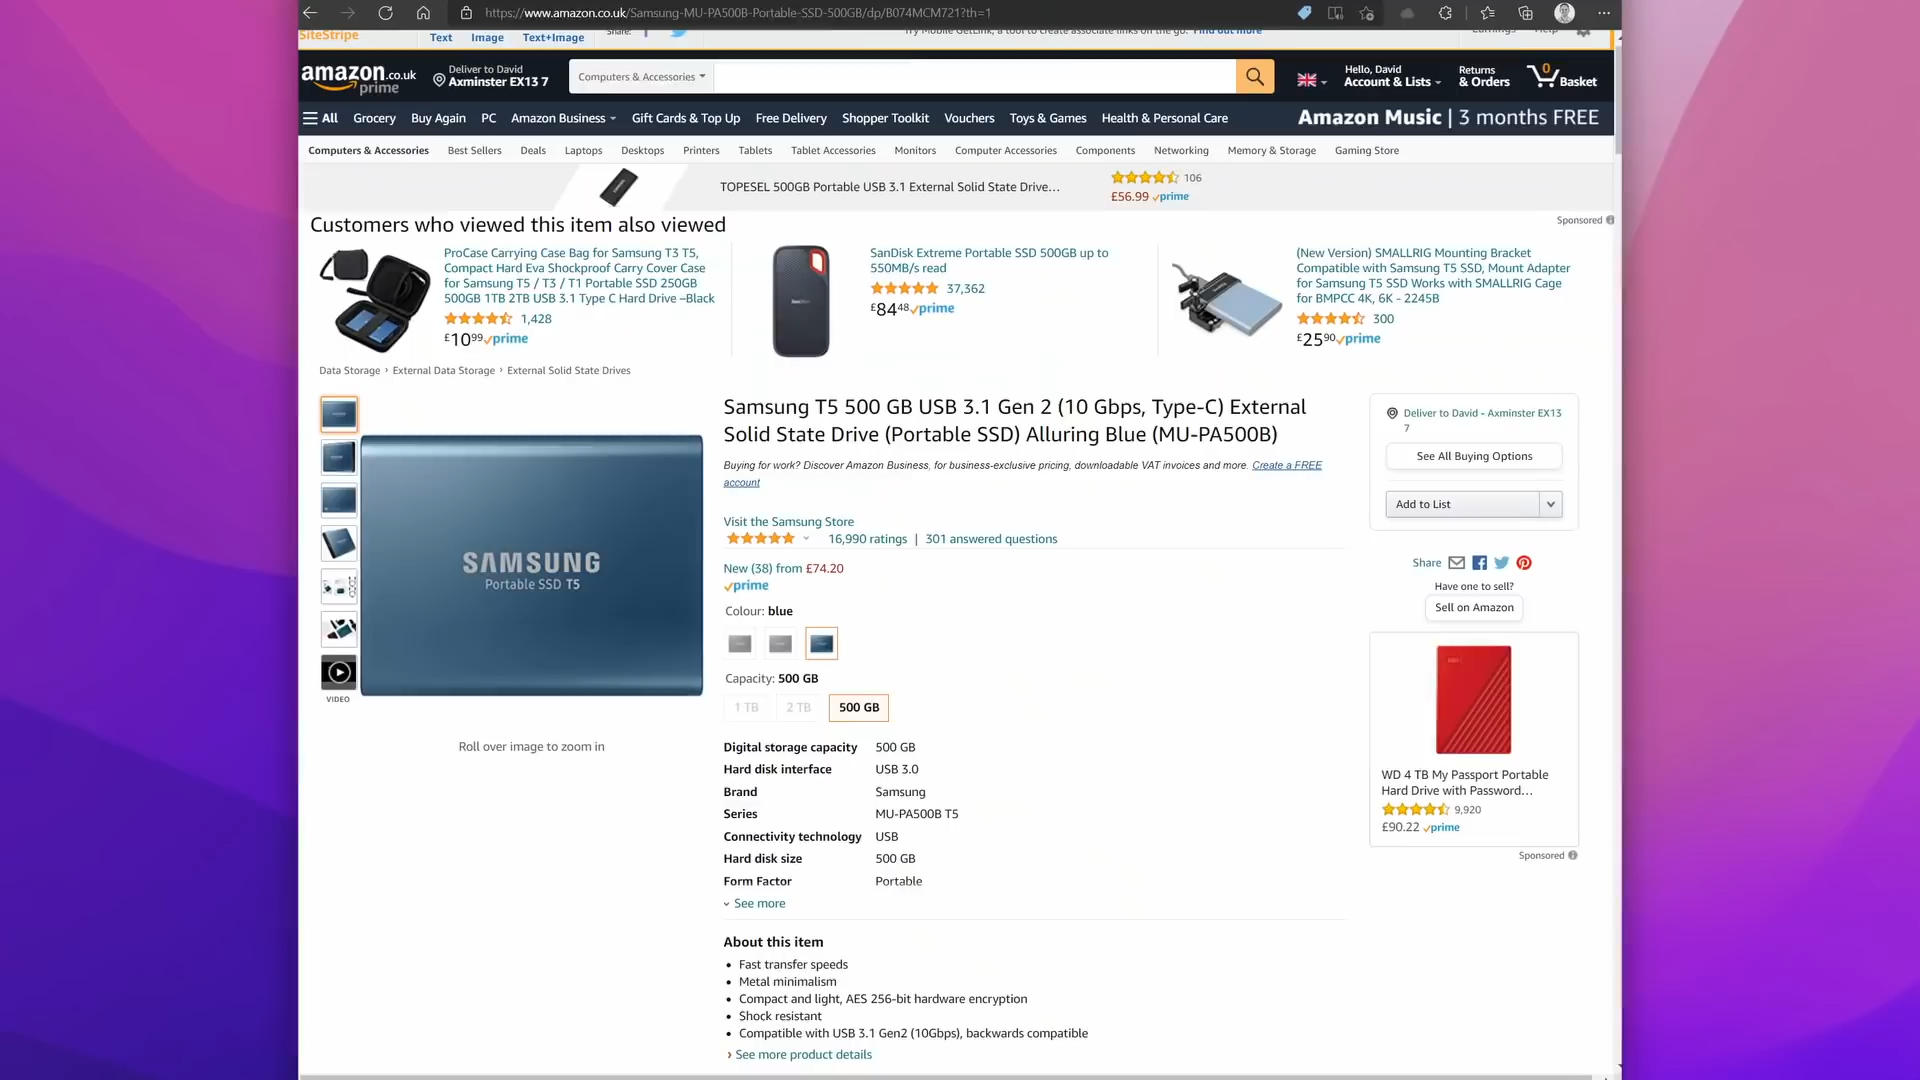 https://www.amazon.co.uk/Samsung-MU-PA500B-Portable-SSD-500GB/dp/B074MCM721?th=1
SiteStripe
Text Image Text+Image Share:
Try Mobile GetLink, a tool to create associate links on the go. Find out more
Earnings Help
amazon.co.uk
prime
Deliver to David
Axminster EX13 7
Computers & Accessories
Hello, David
Account & Lists
Returns
& Orders
0
Basket
All Grocery Buy Again PC Amazon Business Gift Cards & Top Up Free Delivery Shopper Toolkit Vouchers Toys & Games Health & Personal Care
Amazon Music | 3 months FREE
Computers & Accessories Best Sellers Deals Laptops Desktops Printers Tablets Tablet Accessories Monitors Computer Accessories Components Networking Memory & Storage Gaming Store
TOPESEL 500GB Portable USB 3.1 External Solid State Drive…
106
£56.99 prime
Customers who viewed this item also viewed
Sponsored
ProCase Carrying Case Bag for Samsung T3 T5,
Compact Hard Eva Shockproof Carry Cover Case
for Samsung T5 / T3 / T1 Portable SSD 250GB
500GB 1TB 2TB USB 3.1 Type C Hard Drive –Black
1,428
£10.99 prime
SanDisk Extreme Portable SSD 500GB up to
550MB/s read
37,362
£84.48 prime
(New Version) SMALLRIG Mounting Bracket
Compatible with Samsung T5 SSD, Mount Adapter
for Samsung T5 SSD Works with SMALLRIG Cage
for BMPCC 4K, 6K - 2245B
300
£25.90 prime
Data Storage › External Data Storage › External Solid State Drives
SAMSUNG
Portable SSD T5
VIDEO
Roll over image to zoom in
Samsung T5 500 GB USB 3.1 Gen 2 (10 Gbps, Type-C) External
Solid State Drive (Portable SSD) Alluring Blue (MU-PA500B)
Buying for work? Discover Amazon Business, for business-exclusive pricing, downloadable VAT invoices and more. Create a FREE
account
Visit the Samsung Store
16,990 ratings | 301 answered questions
New (38) from £74.20
prime
Colour: blue
Capacity: 500 GB
1 TB 2 TB 500 GB
Digital storage capacity 500 GB
Hard disk interface USB 3.0
Brand Samsung
Series MU-PA500B T5
Connectivity technology USB
Hard disk size 500 GB
Form Factor Portable
See more
About this item
• Fast transfer speeds
• Metal minimalism
• Compact and light, AES 256-bit hardware encryption
• Shock resistant
• Compatible with USB 3.1 Gen2 (10Gbps), backwards compatible
› See more product details
Deliver to David - Axminster EX13
7
See All Buying Options
Add to List
Share
Have one to sell?
Sell on Amazon
WD 4 TB My Passport Portable
Hard Drive with Password…
9,920
£90.22 prime
Sponsored